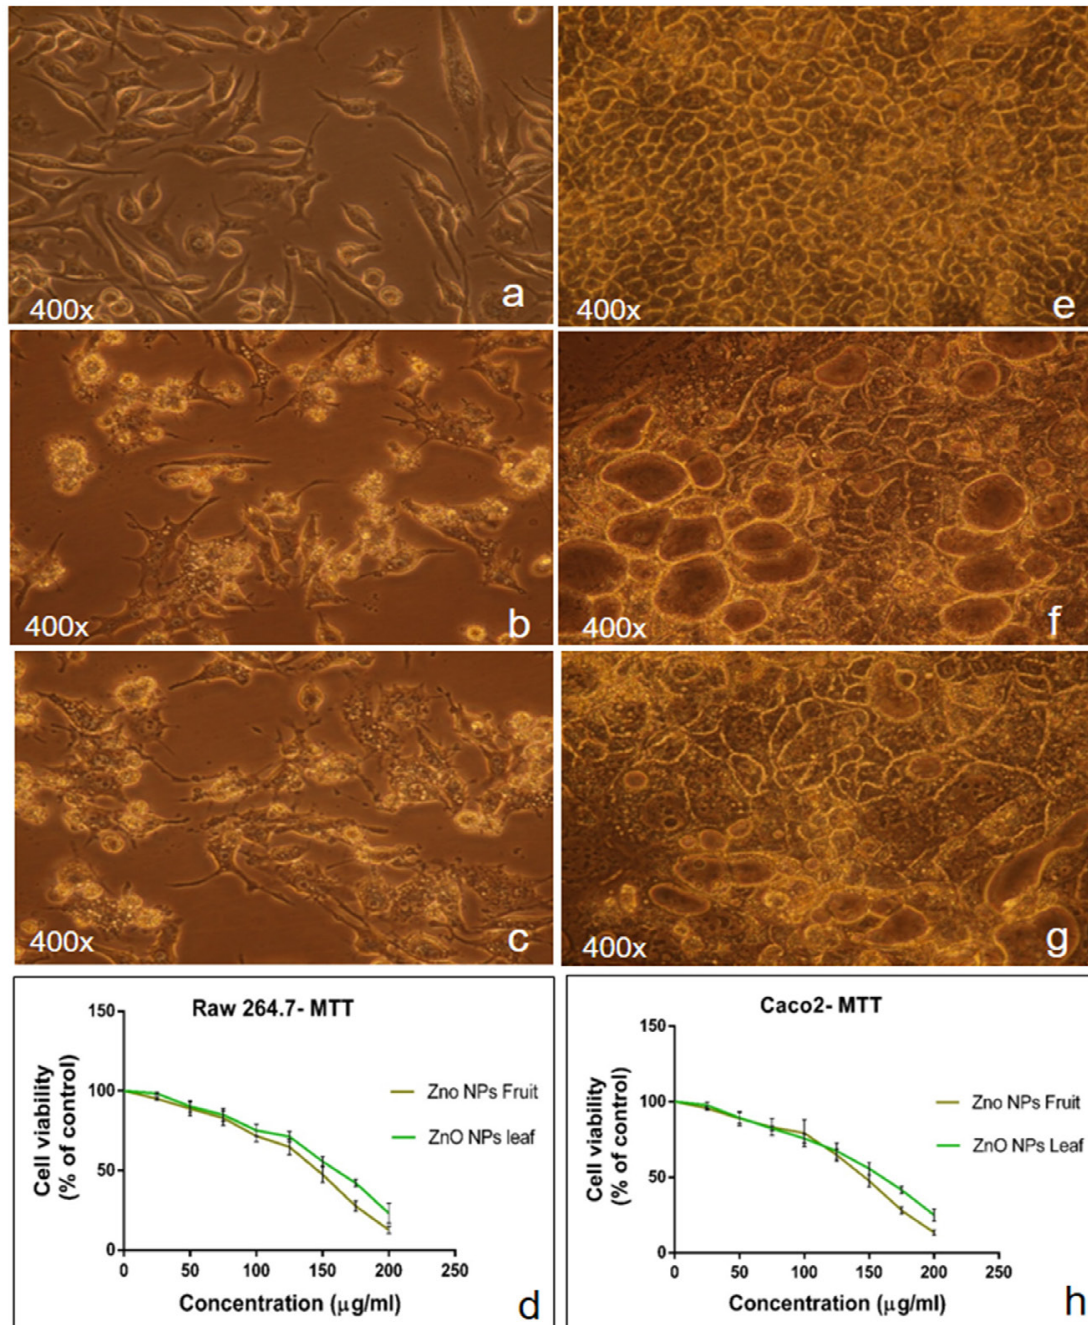 400x
a
400x
e
400x
b
400x
f
400x
c
400x
g
Raw 264.7- MTT
Cell viability
(% of control)
150
100
50
0
0 50 100 150 200 250
Concentration (μg/ml)
Zno NPs Fruit
ZnO NPs leaf
d
Caco2- MTT
Cell viability
(% of control)
150
100
50
0
0 50 100 150 200 250
Concentration (μg/ml)
Zno NPs Fruit
ZnO NPs Leaf
h